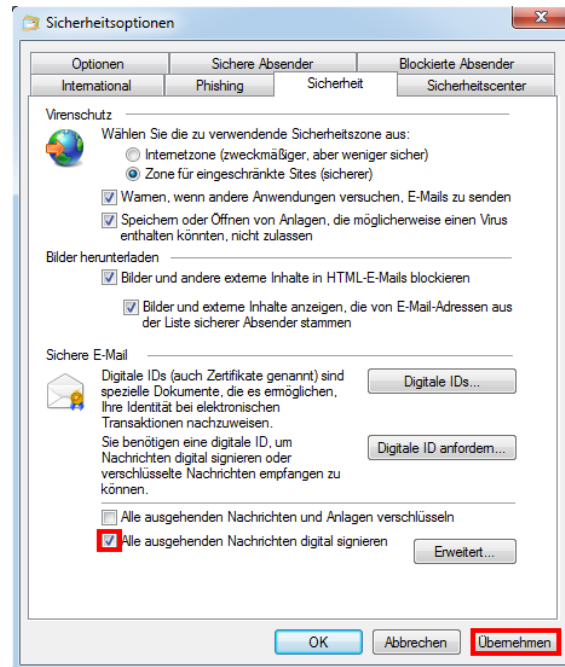 Sicherheitsoptionen
Optionen
Sichere Absender
Blockierte Absender
International
Phishing
Sicherheit
Sicherheitscenter
Virenschutz
Wählen Sie die zu verwendende Sicherheitszone aus:
Internetzone (zweckmäßiger, aber weniger sicher)
Zone für eingeschränkte Sites (sicherer)
Warnen, wenn andere Anwendungen versuchen, E-Mails zu senden
Speichern oder Öffnen von Anlagen, die möglicherweise einen Virus
enthalten könnten, nicht zulassen
Bilder herunterladen
Bilder und andere externe Inhalte in HTML-E-Mails blockieren
Bilder und externe Inhalte anzeigen, die von E-Mail-Adressen aus
der Liste sicherer Absender stammen
Sichere E-Mail
Digitale IDs (auch Zertifikate genannt) sind
spezielle Dokumente, die es ermöglichen,
Ihre Identität bei elektronischen
Transaktionen nachzuweisen.
Digitale IDs...
Sie benötigen eine digitale ID, um
Nachrichten digital signieren oder
verschlüsselte Nachrichten empfangen zu
können.
Digitale ID anfordern...
Alle ausgehenden Nachrichten und Anlagen verschlüsseln
Alle ausgehenden Nachrichten digital signieren
Erweitert...
OK
Abbrechen
Übernehmen